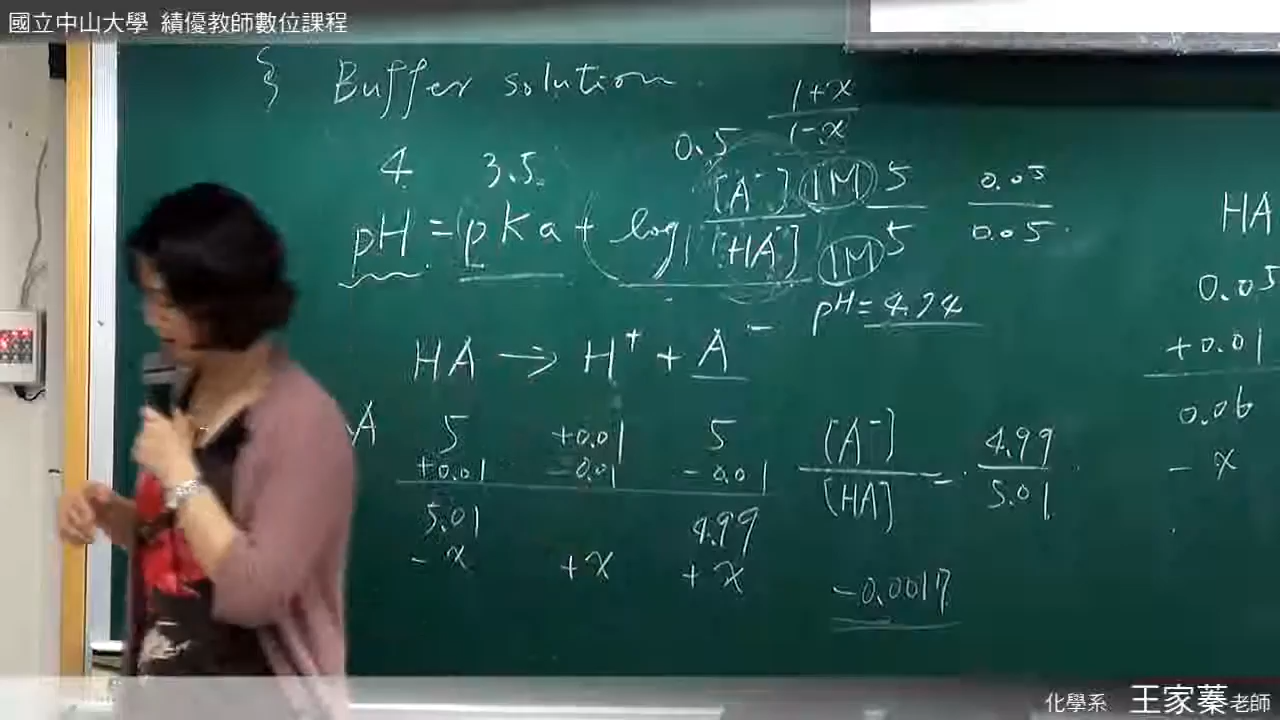 國立中山大學 績優教師數位課程
§ Buffer solution.
1+x
1-x
4 3.5 0.5
pH = pKa + log [A⁻] 1M 5 0.05
[HA] 1M 5 0.05
pH = 4.74
HA → H⁺ + A⁻
A 5 +0.01 5
+0.01 -0.01 -0.01
5.01 4.99
-x +x +x
[A⁻] = 4.99
[HA] 5.01
-0.0017
HA
0.05
+0.01
0.06
-x
化學系 王家蓁老師